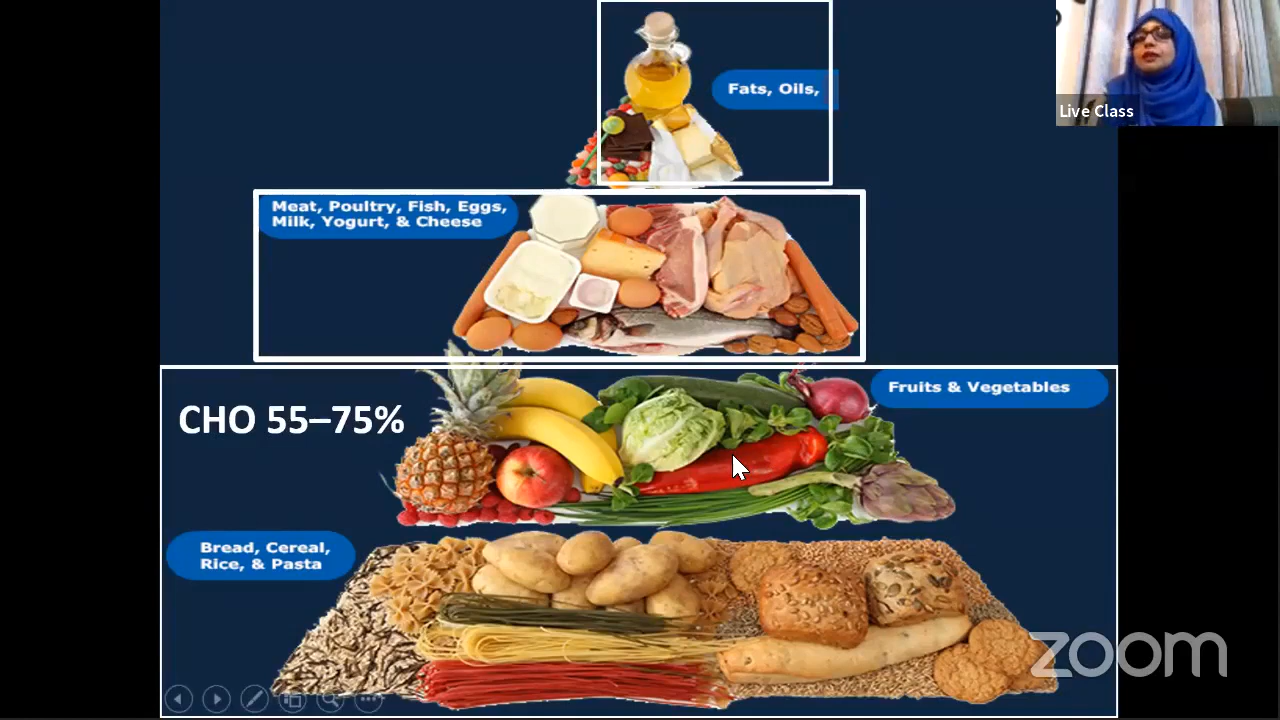 Fats, Oils,
Live Class
Meat, Poultry, Fish, Eggs,
Milk, Yogurt, & Cheese
Fruits & Vegetables
CHO 55–75%
Bread, Cereal,
Rice, & Pasta
zoom